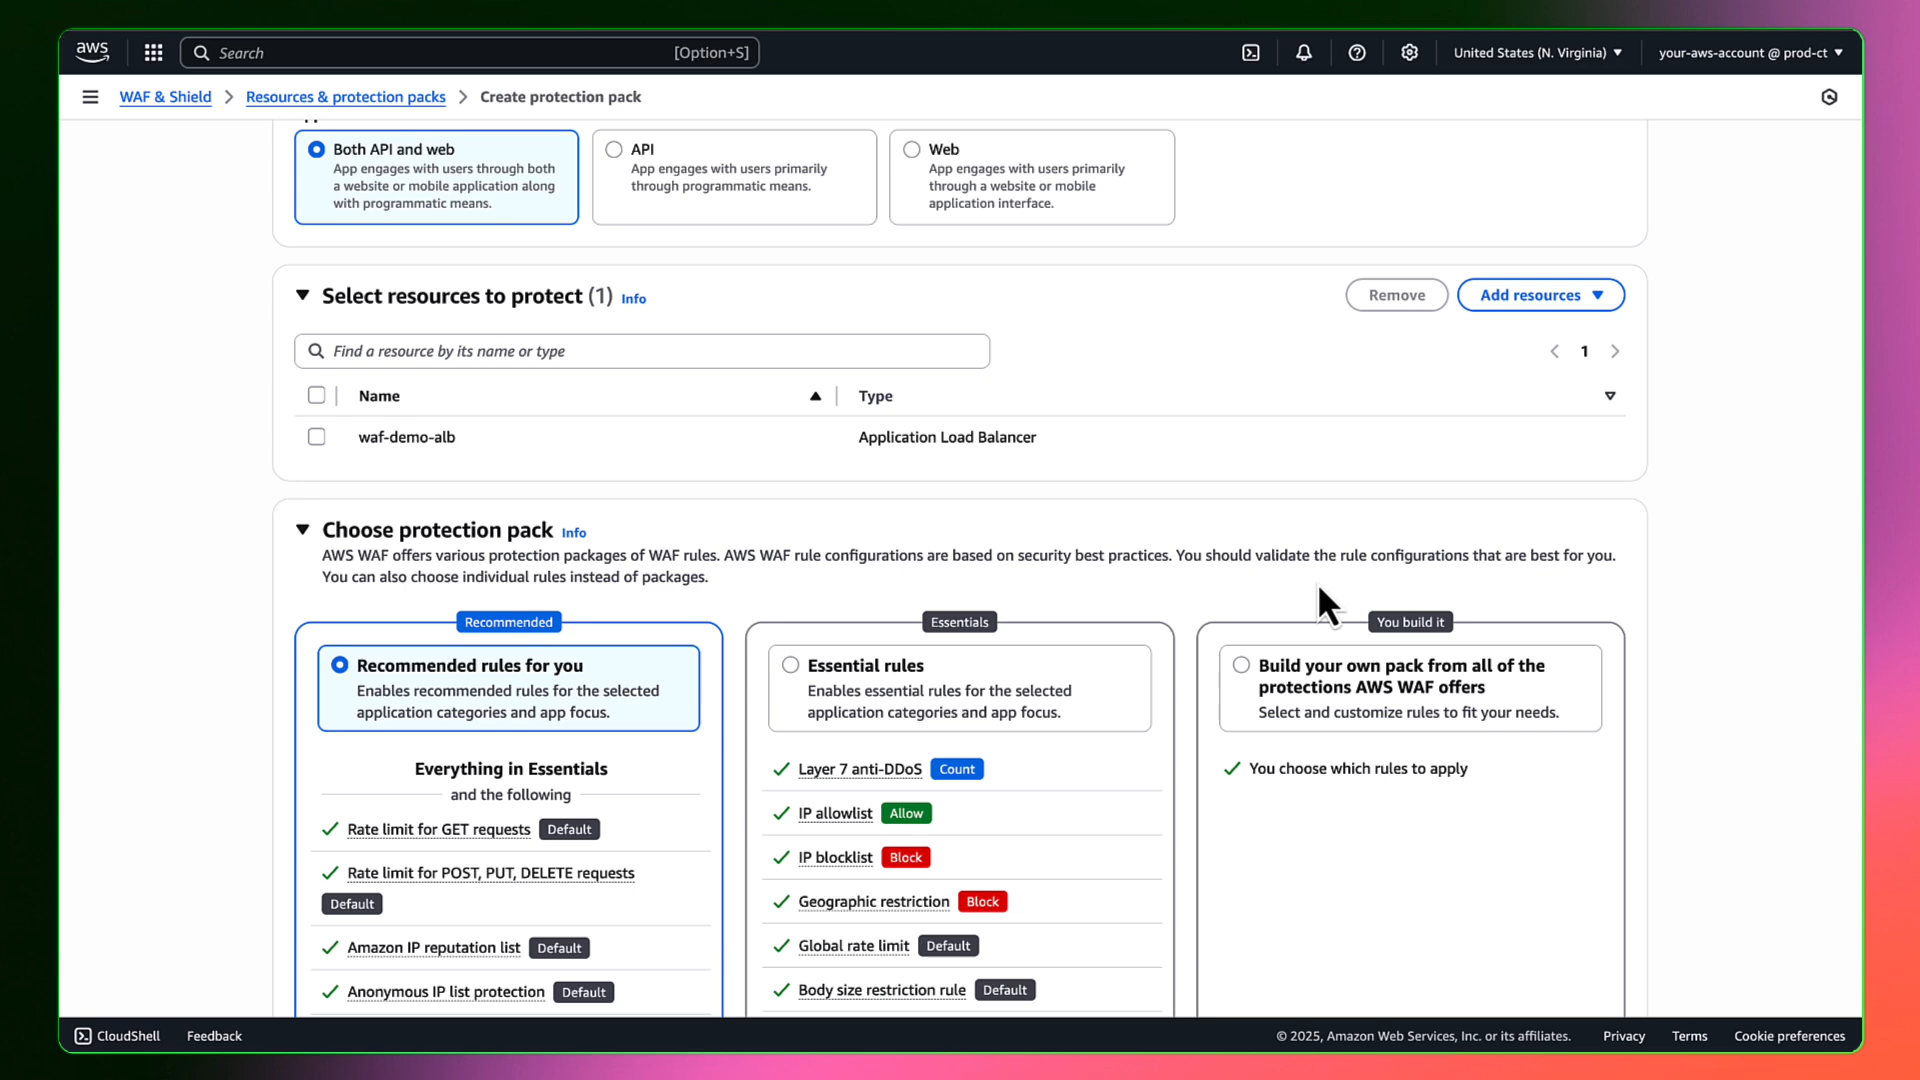 aws
Search
[Option+S]
United States (N. Virginia)
your-aws-account @ prod-ct
WAF & Shield
Resources & protection packs
Create protection pack
Both API and web
App engages with users through both
a website or mobile application along
with programmatic means.
API
App engages with users primarily
through programmatic means.
Web
App engages with users primarily
through a website or mobile
application interface.
Select resources to protect (1) Info
Remove
Add resources
Find a resource by its name or type
1
Name
Type
waf-demo-alb
Application Load Balancer
Choose protection pack Info
AWS WAF offers various protection packages of WAF rules. AWS WAF rule configurations are based on security best practices. You should validate the rule configurations that are best for you.
You can also choose individual rules instead of packages.
Recommended
Recommended rules for you
Enables recommended rules for the selected
application categories and app focus.
Everything in Essentials
and the following
Rate limit for GET requests Default
Rate limit for POST, PUT, DELETE requests
Default
Amazon IP reputation list Default
Anonymous IP list protection Default
Essentials
Essential rules
Enables essential rules for the selected
application categories and app focus.
Layer 7 anti-DDoS Count
IP allowlist Allow
IP blocklist Block
Geographic restriction Block
Global rate limit Default
Body size restriction rule Default
You build it
Build your own pack from all of the
protections AWS WAF offers
Select and customize rules to fit your needs.
You choose which rules to apply
CloudShell
Feedback
© 2025, Amazon Web Services, Inc. or its affiliates.
Privacy
Terms
Cookie preferences